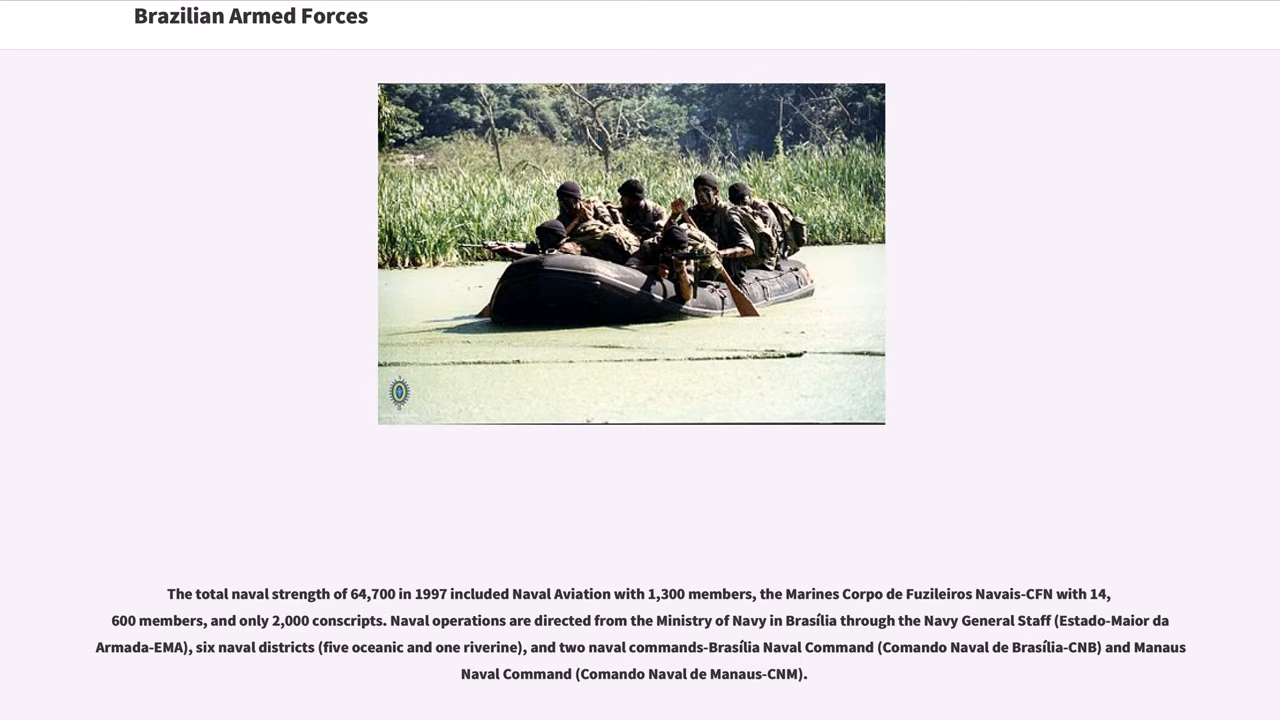 Brazilian Armed Forces
The total naval strength of 64,700 in 1997 included Naval Aviation with 1,300 members, the Marines Corpo de Fuzileiros Navais-CFN with 14,
600 members, and only 2,000 conscripts. Naval operations are directed from the Ministry of Navy in Brasília through the Navy General Staff (Estado-Maior da
Armada-EMA), six naval districts (five oceanic and one riverine), and two naval commands-Brasília Naval Command (Comando Naval de Brasília-CNB) and Manaus
Naval Command (Comando Naval de Manaus-CNM).